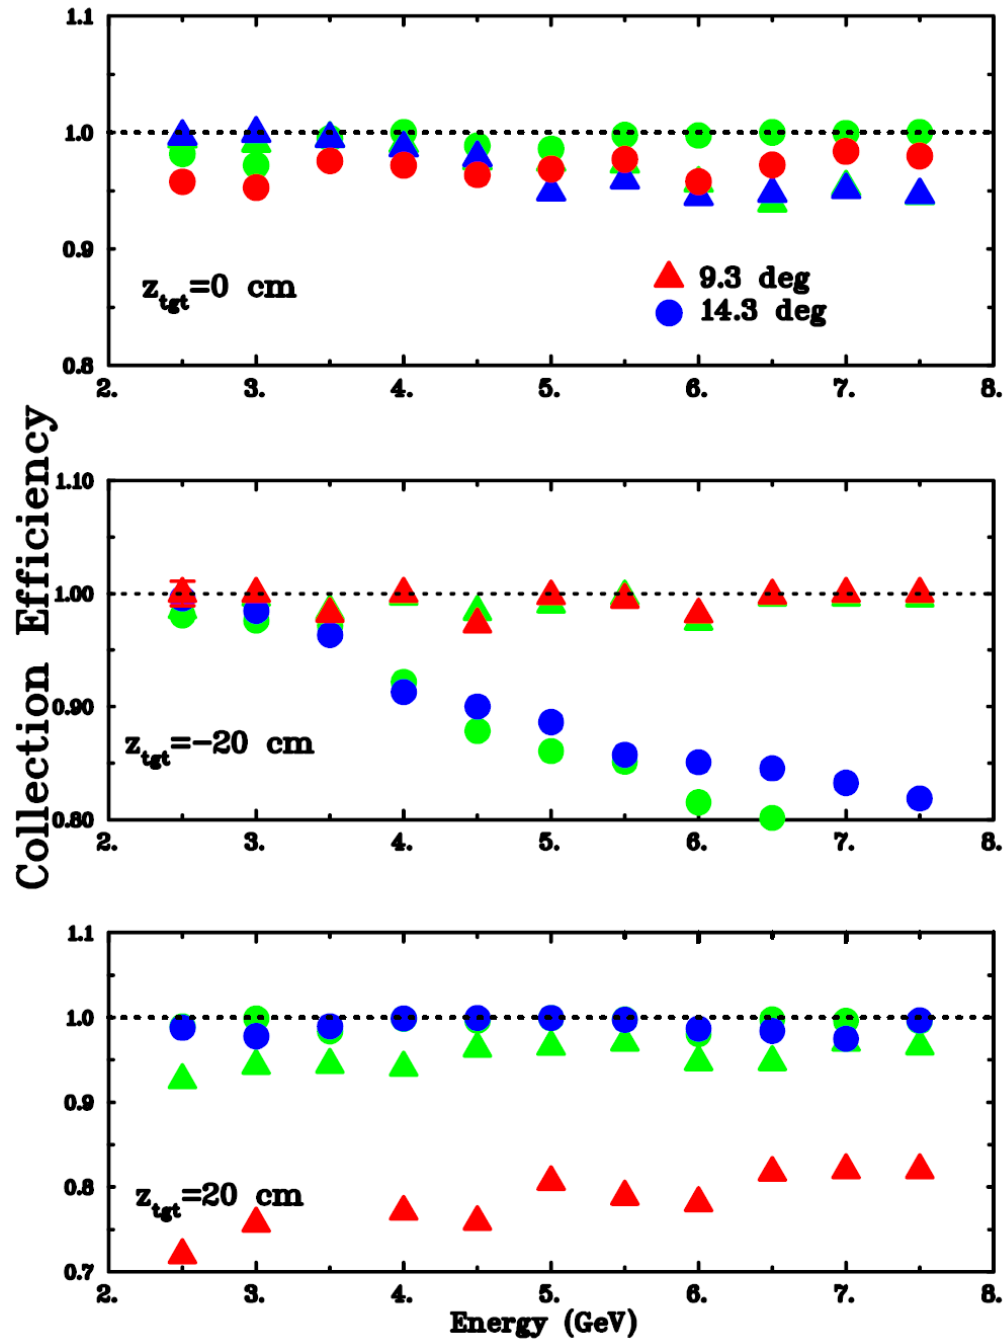 1.1
1.0
0.9
0.8
z_tgt=0 cm
9.3 deg
14.3 deg
2. 3. 4. 5. 6. 7. 8.
Collection Efficiency
1.10
1.00
0.90
0.80
z_tgt=-20 cm
2. 3. 4. 5. 6. 7. 8.
1.1
1.0
0.9
0.8
0.7
z_tgt=20 cm
2. 3. 4. 5. 6. 7. 8.
Energy (GeV)